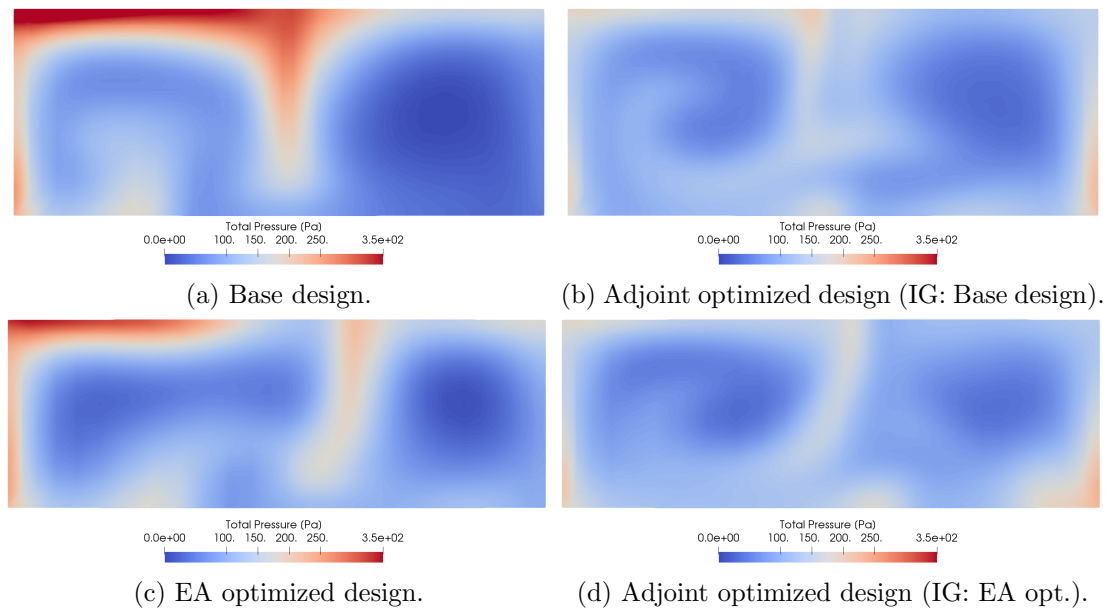 Total Pressure (Pa)
0.0e+00 100. 150. 200. 250. 3.5e+02
(a) Base design.
Total Pressure (Pa)
0.0e+00 100. 150. 200. 250. 3.5e+02
(b) Adjoint optimized design (IG: Base design).
Total Pressure (Pa)
0.0e+00 100. 150. 200. 250. 3.5e+02
(c) EA optimized design.
Total Pressure (Pa)
0.0e+00 100. 150. 200. 250. 3.5e+02
(d) Adjoint optimized design (IG: EA opt.).